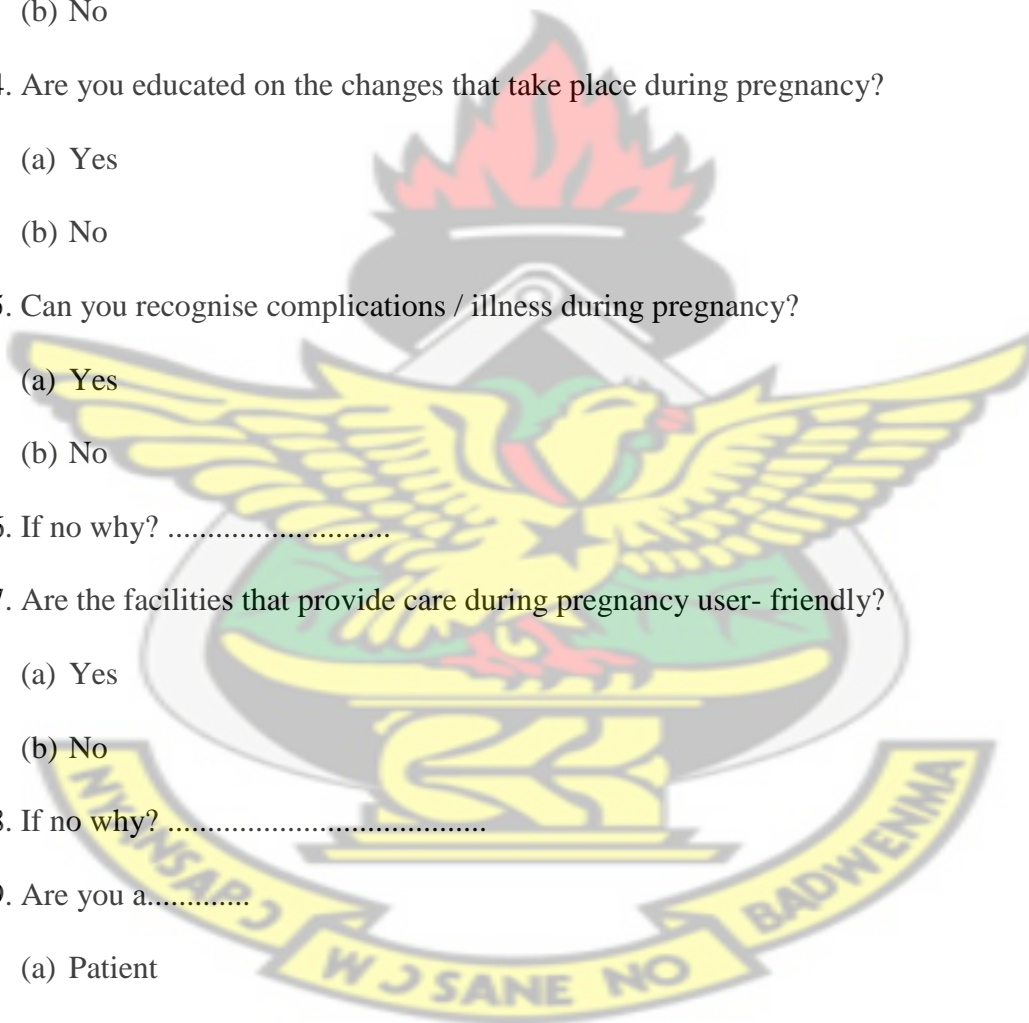 (b) No
4. Are you educated on the changes that take place during pregnancy?
(a) Yes
(b) No
5. Can you recognise complications / illness during pregnancy?
(a) Yes
(b) No
6. If no why? ............................
7. Are the facilities that provide care during pregnancy user- friendly?
(a) Yes
(b) No
8. If no why? ........................................
9. Are you a.............
(a) Patient
NYANSAPƆ WƆSANE NO BADWENMA